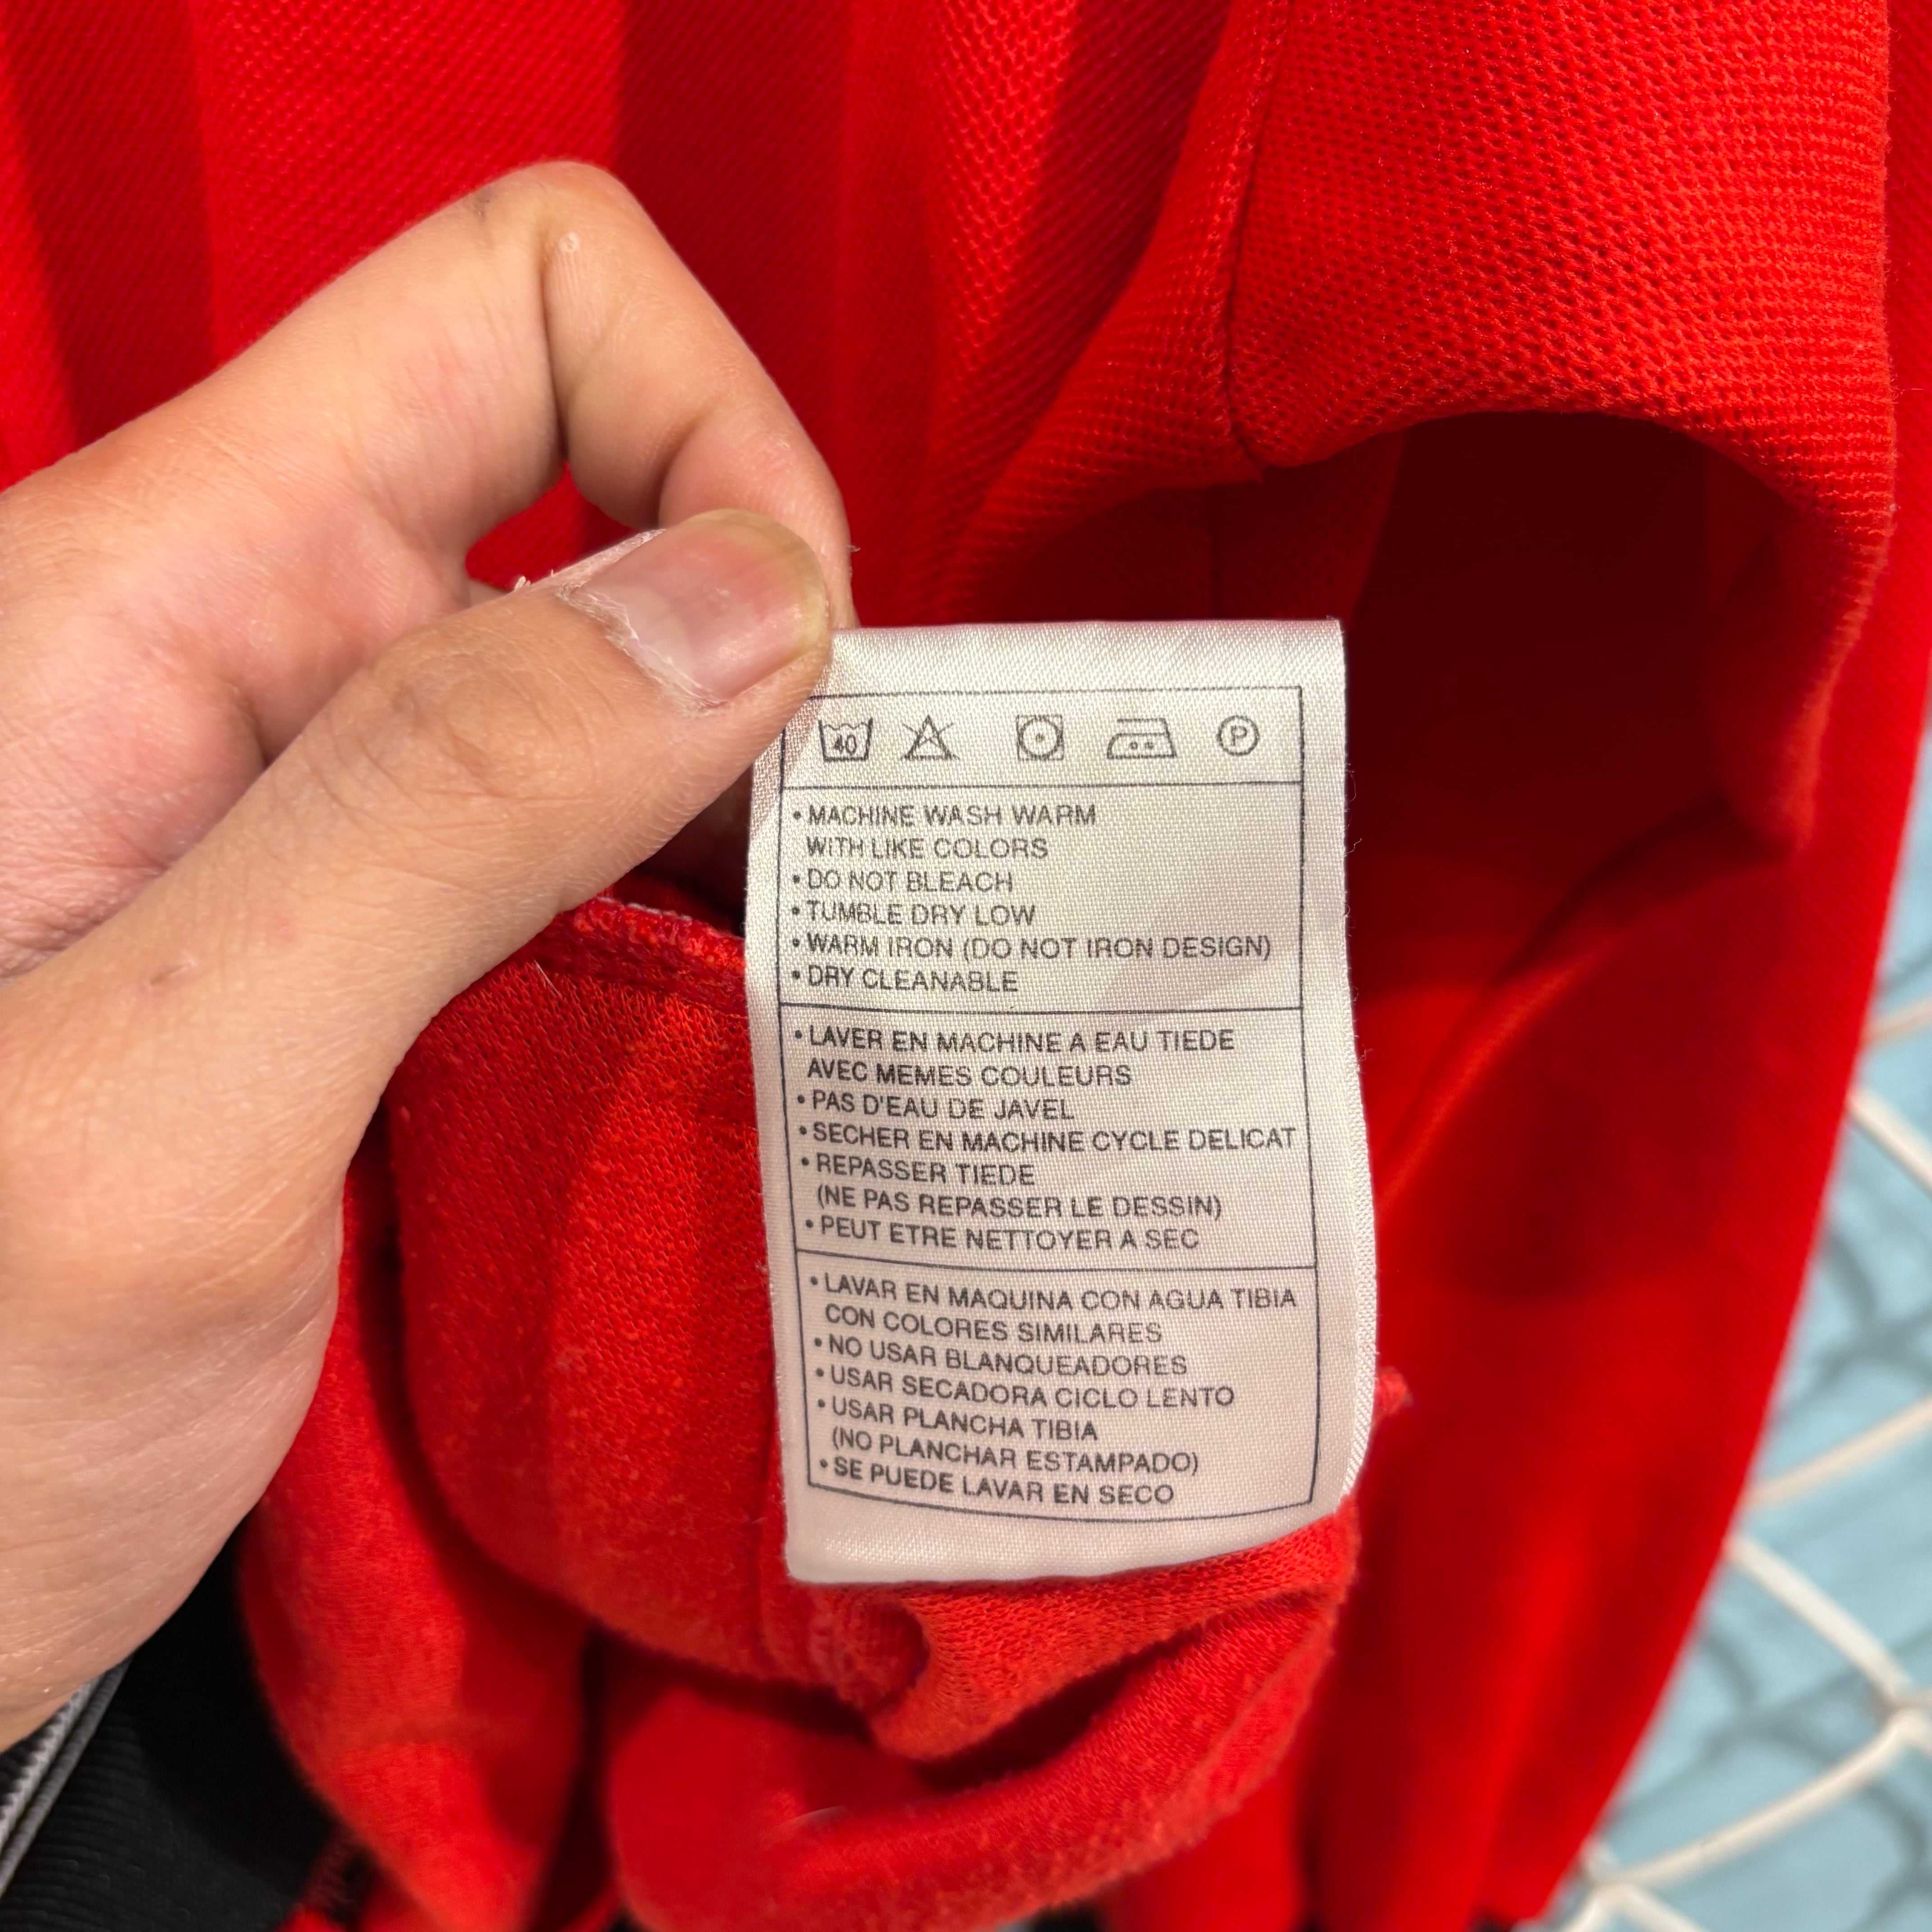 40 P
• MACHINE WASH WARM
WITH LIKE COLORS
• DO NOT BLEACH
• TUMBLE DRY LOW
• WARM IRON (DO NOT IRON DESIGN)
• DRY CLEANABLE
• LAVER EN MACHINE A EAU TIEDE
AVEC MEMES COULEURS
• PAS D'EAU DE JAVEL
• SECHER EN MACHINE CYCLE DELICAT
• REPASSER TIEDE
(NE PAS REPASSER LE DESSIN)
• PEUT ETRE NETTOYER A SEC
• LAVAR EN MAQUINA CON AGUA TIBIA
CON COLORES SIMILARES
• NO USAR BLANQUEADORES
• USAR SECADORA CICLO LENTO
• USAR PLANCHA TIBIA
(NO PLANCHAR ESTAMPADO)
• SE PUEDE LAVAR EN SECO